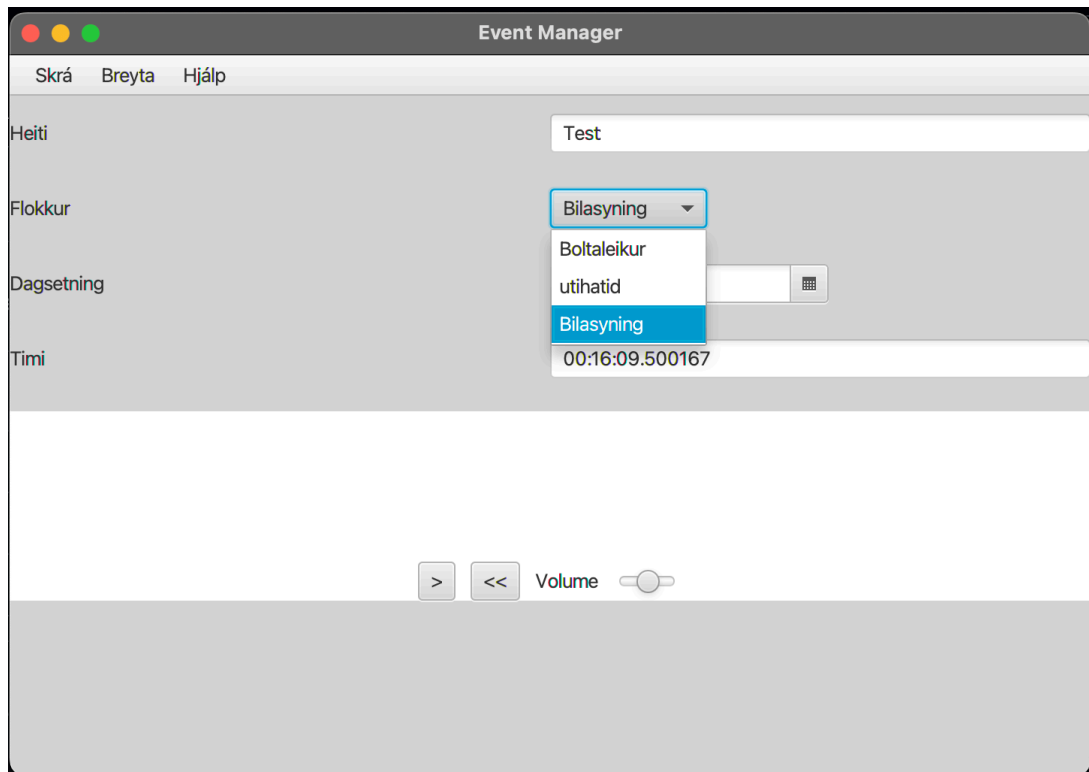 Event Manager
Skrá Breyta Hjálp
Heiti Test
Flokkur Bilasyning
Boltaleikur
Dagsetning utihatid
Bilasyning
Timi 00:16:09.500167
> << Volume